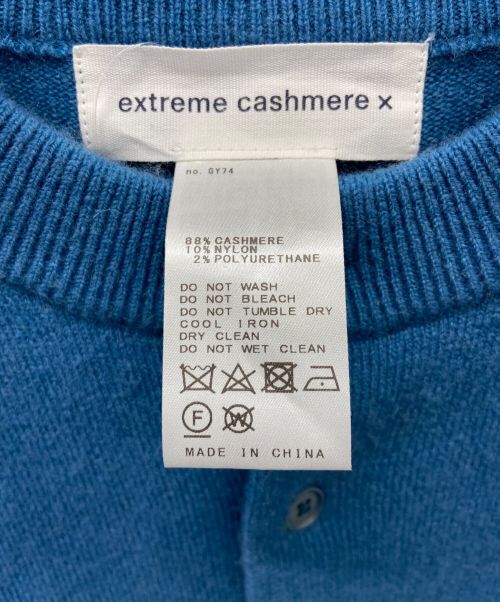 extreme cashmere x
no. GY74
88% CASHMERE
10% NYLON
2% POLYURETHANE
DO NOT WASH
DO NOT BLEACH
DO NOT TUMBLE DRY
COOL IRON
DRY CLEAN
DO NOT WET CLEAN
F W
MADE IN CHINA